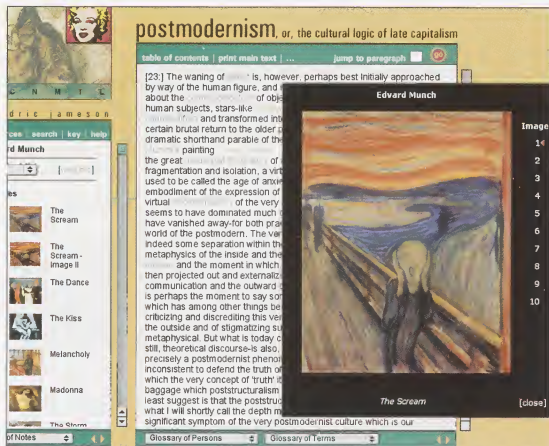 postmodernism, or, the cultural logic of late capitalism
table of contents | print main text | ...
jump to paragraph
go
N M I
dric jameson
rces | search | key | help
rd Munch
es
The
Scream
The
Scream -
Image II
The Dance
The Kiss
Melancholy
Madonna
The Storm
of Notes
[23:] The waning of is, however, perhaps best initially approached
by way of the human figure, and
about the of obje
human subjects, stars-like
and transformed int
certain brutal return to the older p
dramatic shorthand parable of the
painting
the great of
fragmentation and isolation, a virt
used to be called the age of anxie
embodiment of the expression of
virtual of the very
seems to have dominated much
have vanished away-for both pra
world of the postmodern. The ver
indeed some separation within the
metaphysics of the inside and the
and the moment in which
then projected out and externalize
communication and the outward
is perhaps the moment to say so
which has among other things be
criticizing and discrediting this ver
the outside and of stigmatizing su
metaphysical. But what is today c
still, theoretical discourse-is also,
precisely a postmodernist pheno
inconsistent to defend the truth of
which the very concept of 'truth' it
baggage which poststructuralism
least suggest is that the poststruc
what I will shortly call the depth m
significant symptom of the very postmodernist culture which is our
Glossary of Persons
Glossary of Terms
Edvard Munch
Image
1
2
3
4
5
6
7
8
9
10
The Scream
[close]